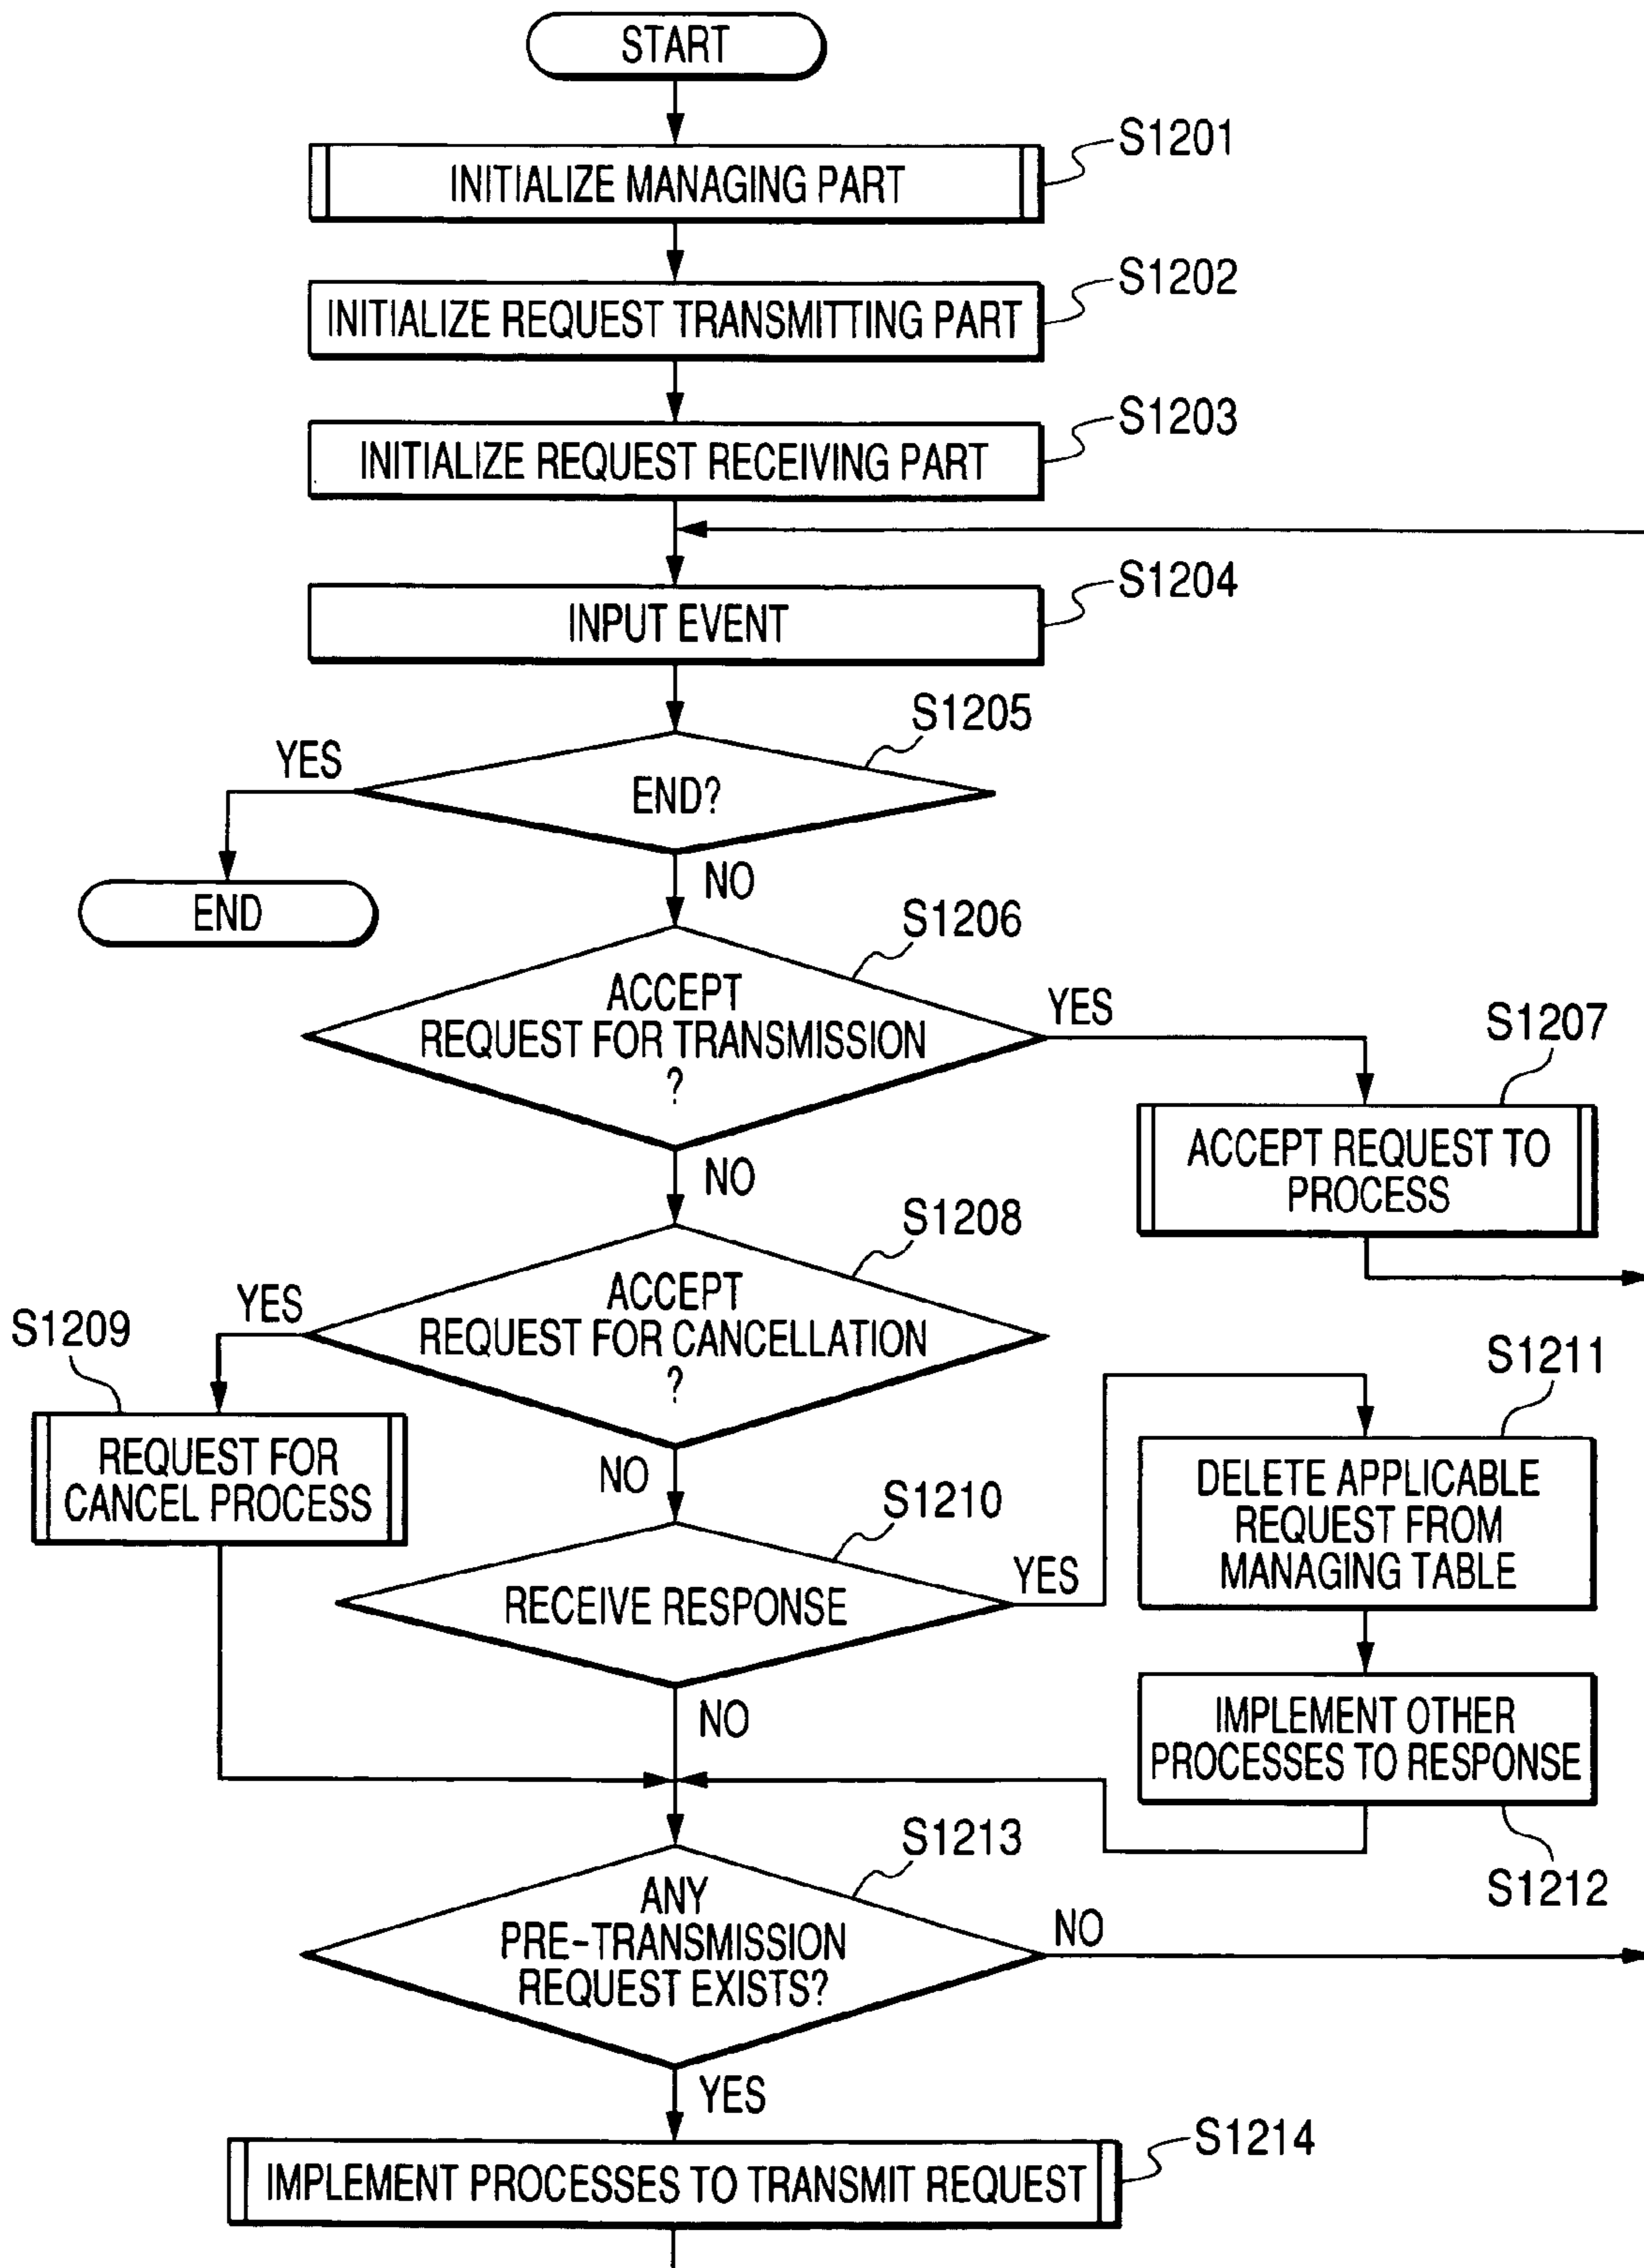 START
S1201
INITIALIZE MANAGING PART
S1202
INITIALIZE REQUEST TRANSMITTING PART
S1203
INITIALIZE REQUEST RECEIVING PART
S1204
INPUT EVENT
S1205
YES
END?
NO
END
S1206
ACCEPT
REQUEST FOR TRANSMISSION
?
YES
S1207
ACCEPT REQUEST TO
PROCESS
NO
S1208
ACCEPT
REQUEST FOR CANCELLATION
?
YES
S1209
REQUEST FOR
CANCEL PROCESS
NO
S1210
RECEIVE RESPONSE
YES
S1211
DELETE APPLICABLE
REQUEST FROM
MANAGING TABLE
IMPLEMENT OTHER
PROCESSES TO RESPONSE
S1212
NO
S1213
ANY
PRE-TRANSMISSION
REQUEST EXISTS?
NO
YES
S1214
IMPLEMENT PROCESSES TO TRANSMIT REQUEST